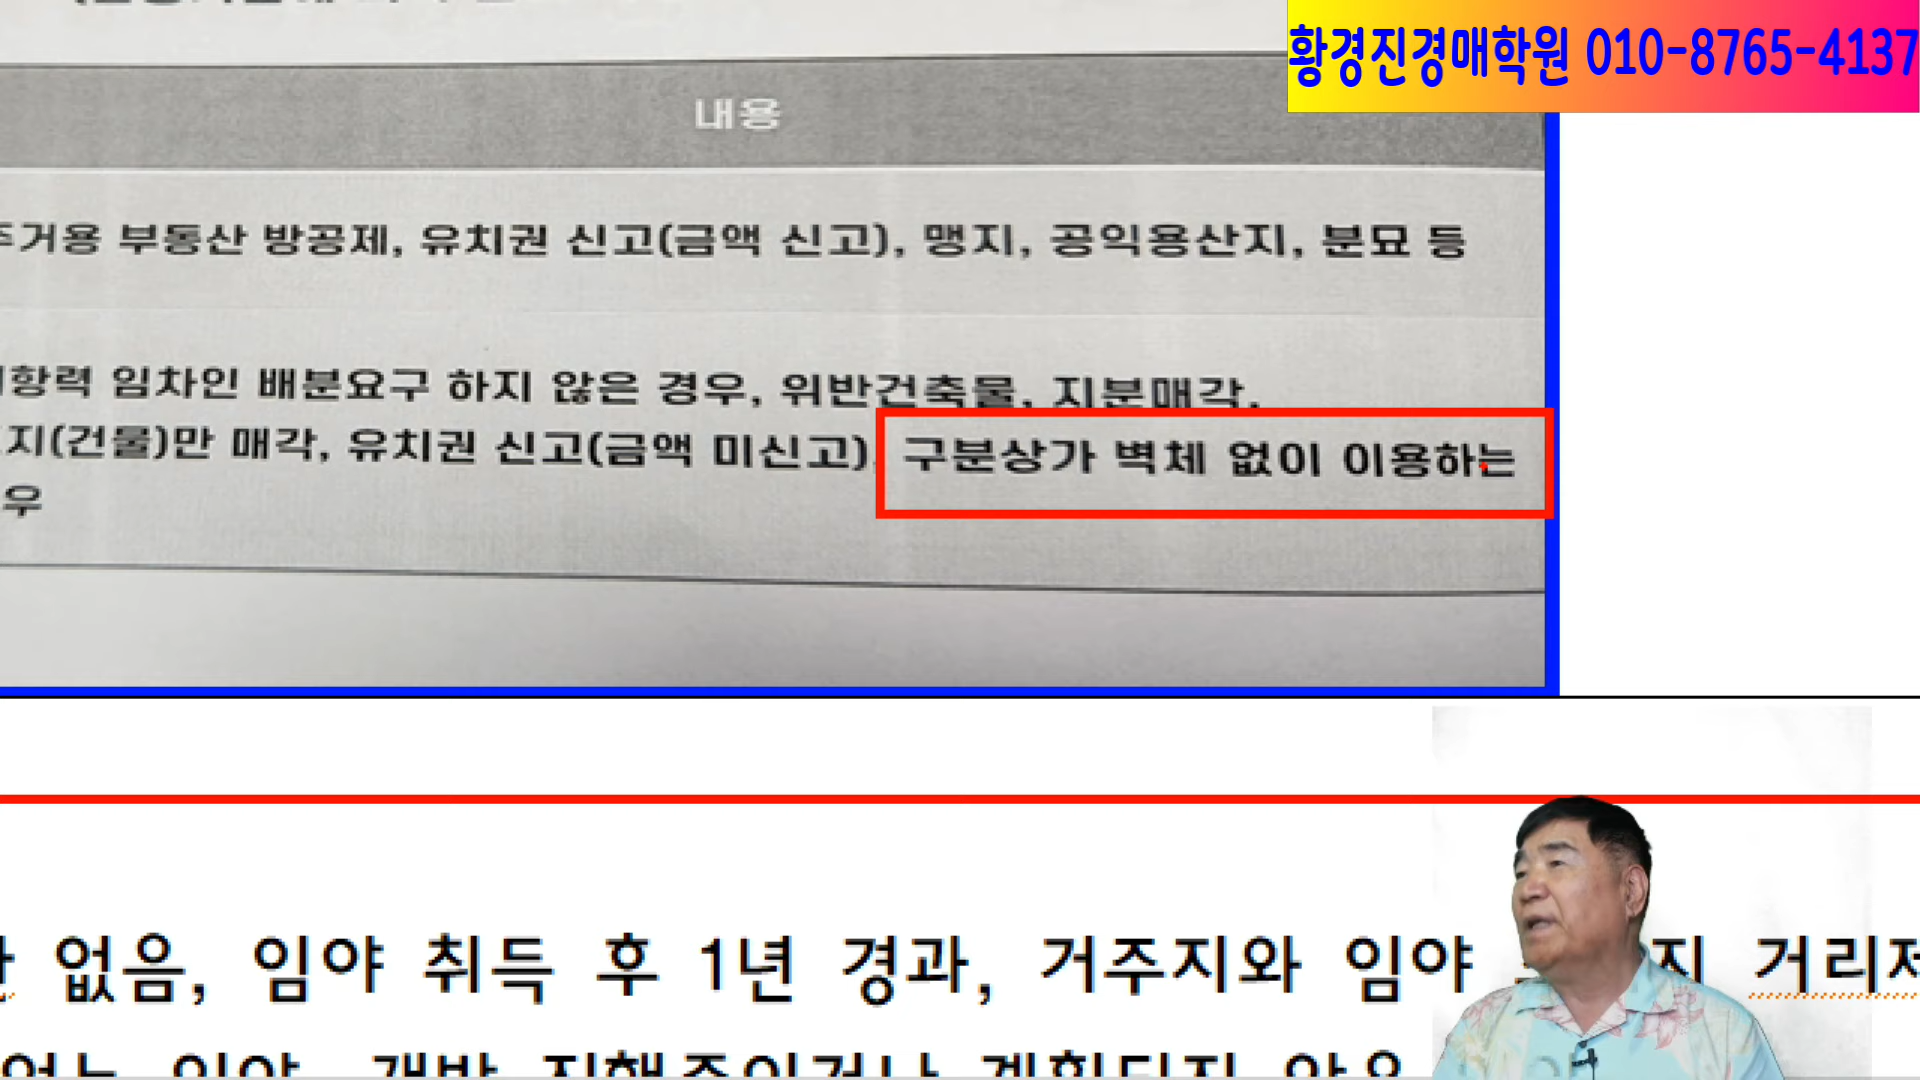 황경진경매학원 010-8765-4137
내용
주거용 부동산 방공제, 유치권 신고(금액 신고), 맹지, 공익용산지, 분묘 등
대항력 임차인 배분요구 하지 않은 경우, 위반건축물, 지분매각,
지(건물)만 매각, 유치권 신고(금액 미신고) 구분상가 벽체 없이 이용하는
우
없음, 임야 취득 후 1년 경과, 거주지와 임야 지 거리제